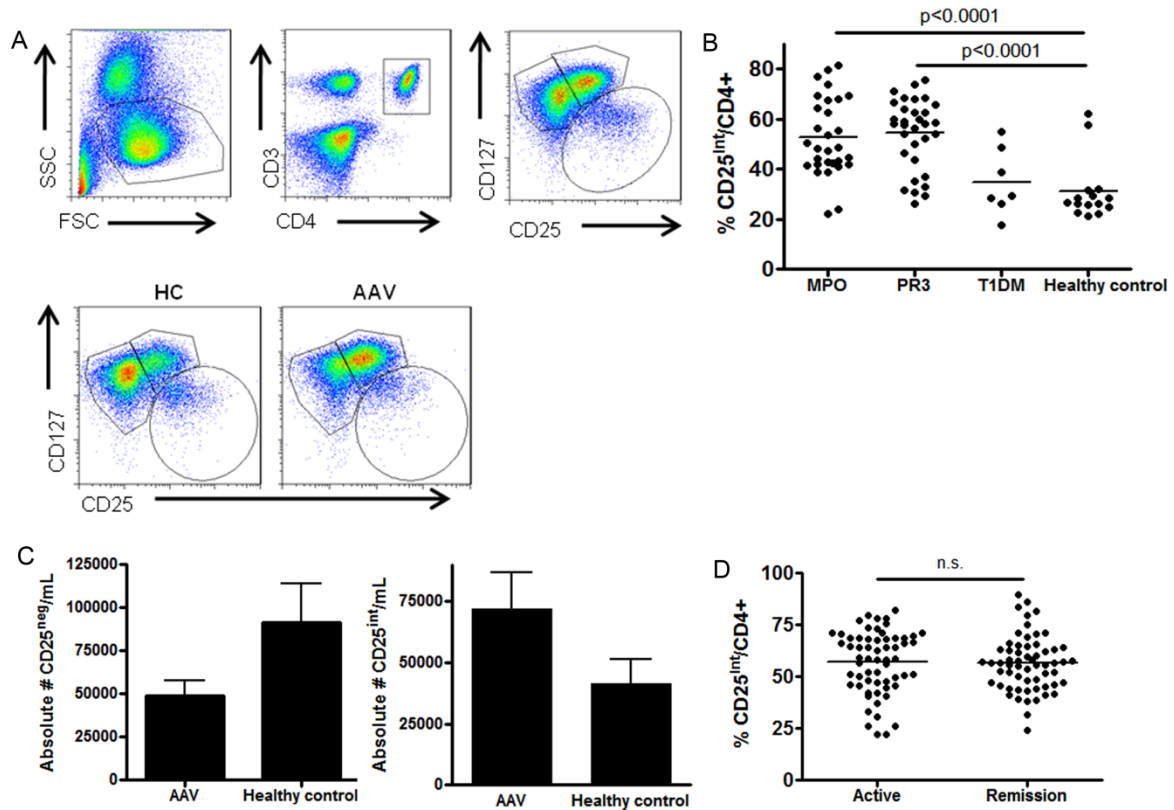 A
SSC
FSC
CD3
CD4
CD127
CD25
HC
AAV
CD127
CD25
B
p<0.0001
p<0.0001
% CD25Int/CD4+
80
60
40
20
0
MPO
PR3
T1DM
Healthy control
C
Absolute # CD25neg/mL
125000
100000
75000
50000
25000
0
AAV
Healthy control
Absolute # CD25int/mL
75000
50000
25000
0
AAV
Healthy control
D
n.s.
% CD25Int/CD4+
100
75
50
25
0
Active
Remission